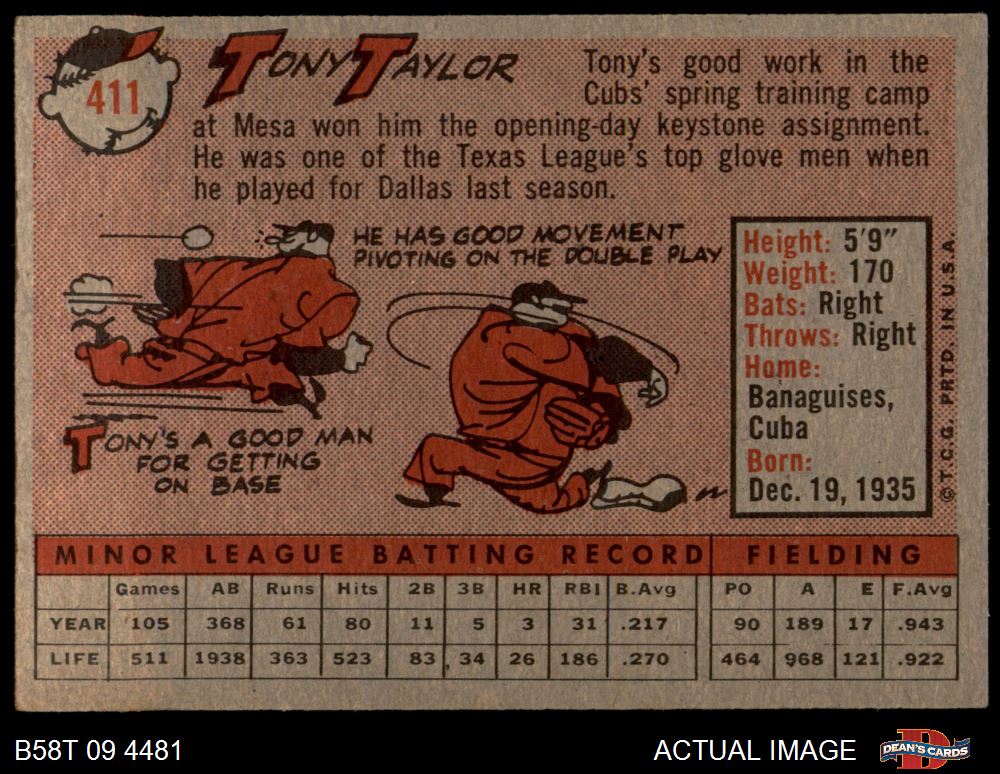 411
TONY TAYLOR
Tony's good work in the
Cubs' spring training camp
at Mesa won him the opening-day keystone assignment.
He was one of the Texas League's top glove men when
he played for Dallas last season.
HE HAS GOOD MOVEMENT
PIVOTING ON THE DOUBLE PLAY
TONY'S A GOOD MAN
FOR GETTING
ON BASE
Height: 5'9"
Weight: 170
Bats: Right
Throws: Right
Home:
Banaguises,
Cuba
Born:
Dec. 19, 1935
© T.C.G. PRTD. IN U.S.A.
MINOR LEAGUE BATTING RECORD FIELDING
Games AB Runs Hits 2B 3B HR RBI B.Avg PO A E F.Avg
YEAR 105 368 61 80 11 5 3 31 .217 90 189 17 .943
LIFE 511 1938 363 523 83 34 26 186 .270 464 968 121 .922
B58T 09 4481
ACTUAL IMAGE
DEAN'S CARDS